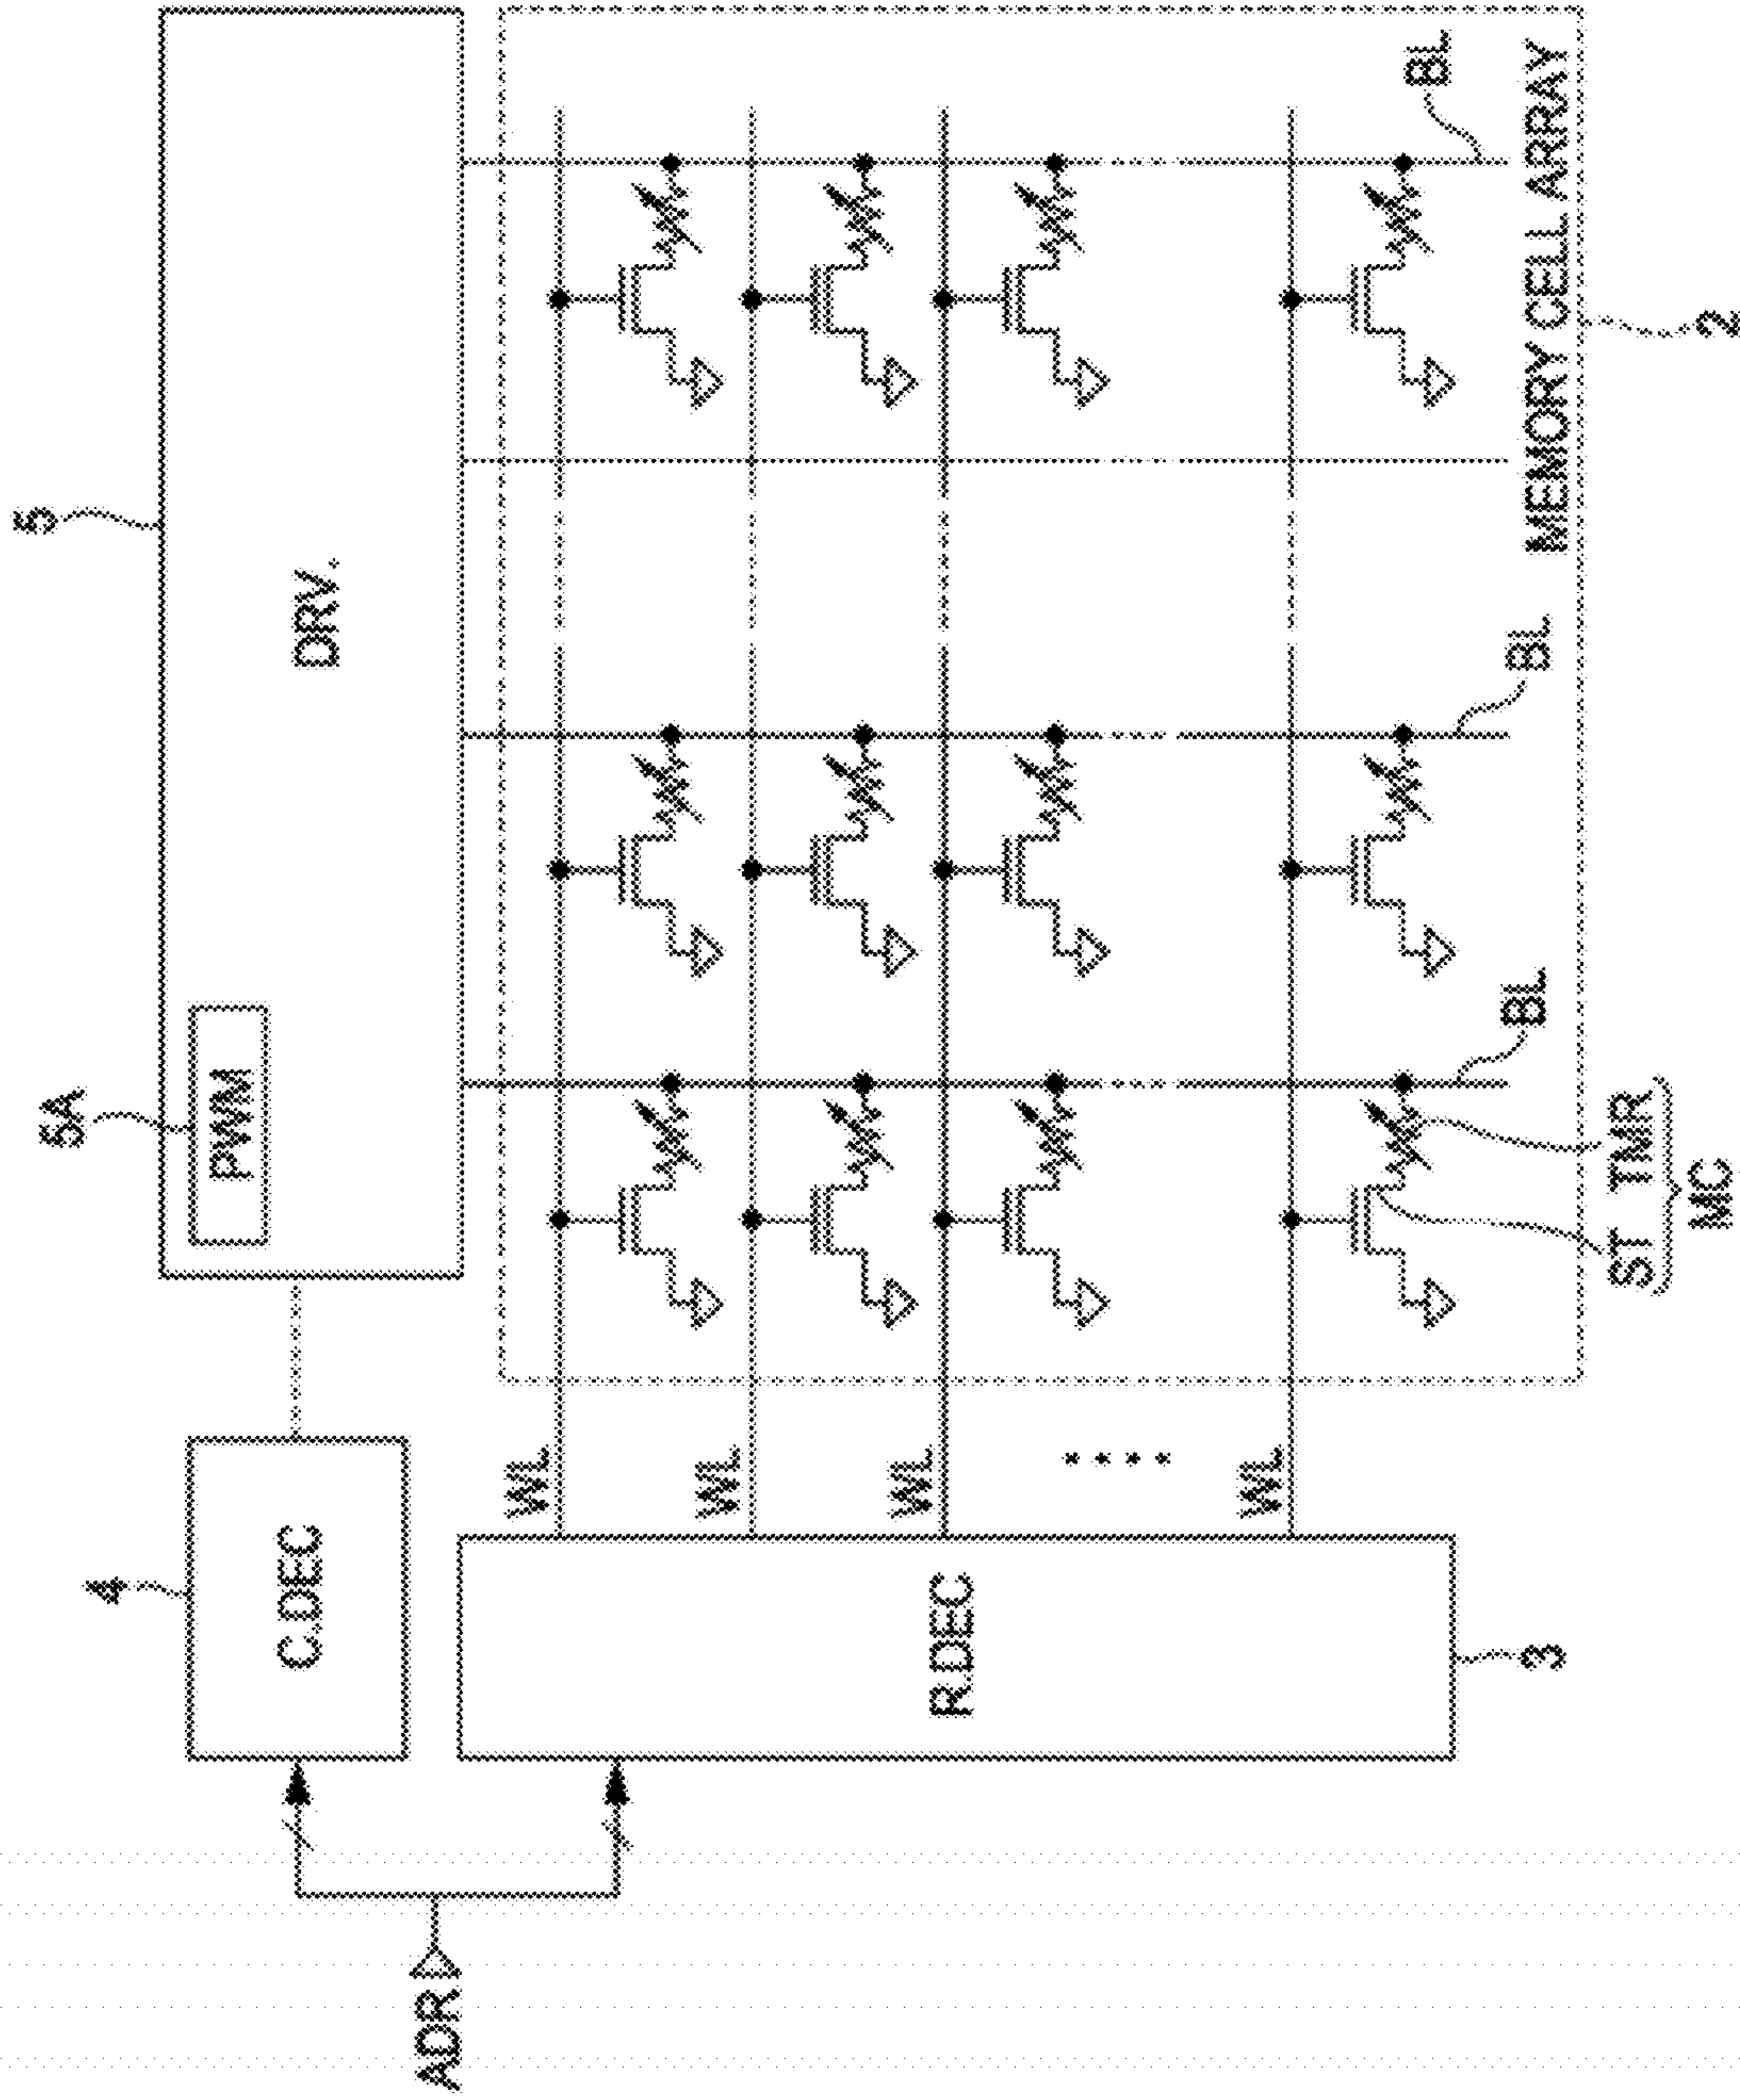 5
5A
PWM
DRV.
4
C.DEC
ADR
R.DEC
3
WL
WL
WL
WL
BL
BL
BL
ST TMR
MC
MEMORY CELL ARRAY
2